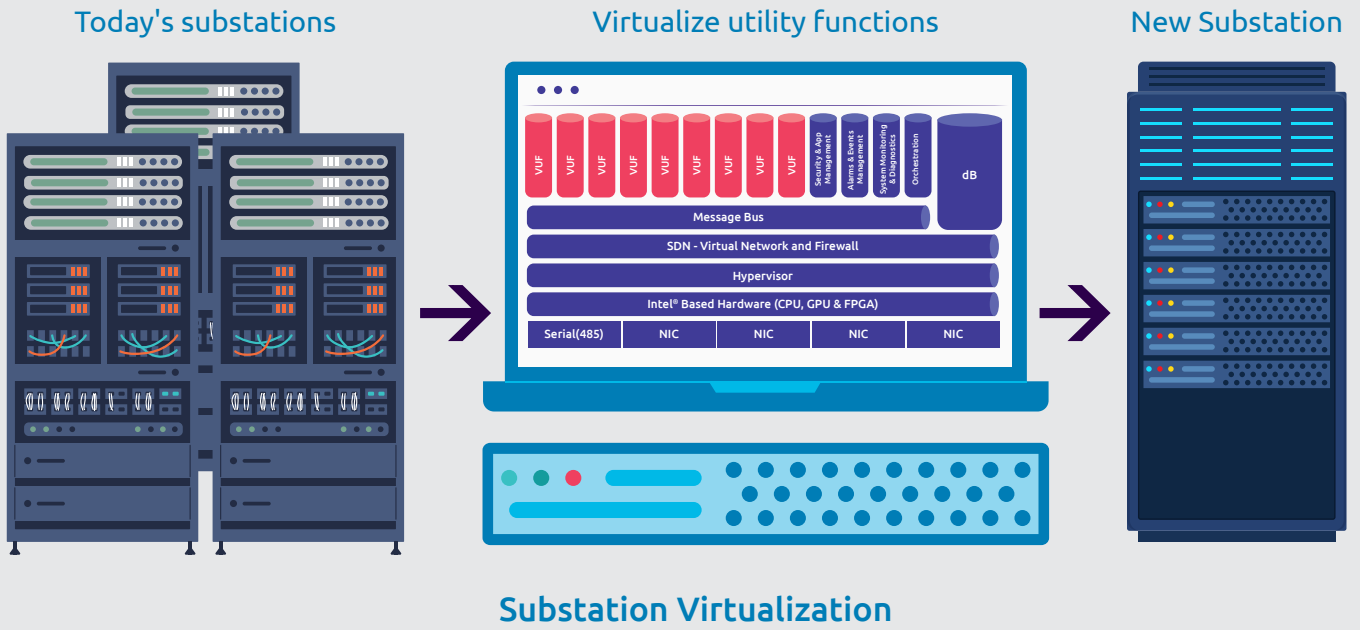 Today's substations
Virtualize utility functions
New Substation
VUF
VUF
VUF
VUF
VUF
VUF
VUF
VUF
VUF
Security & App
Management
Alarms & Events
Management
System Monitoring
& Diagnostics
Orchestration
dB
Message Bus
SDN - Virtual Network and Firewall
Hypervisor
Intel® Based Hardware (CPU, GPU & FPGA)
Serial(485) NIC NIC NIC NIC
Substation Virtualization